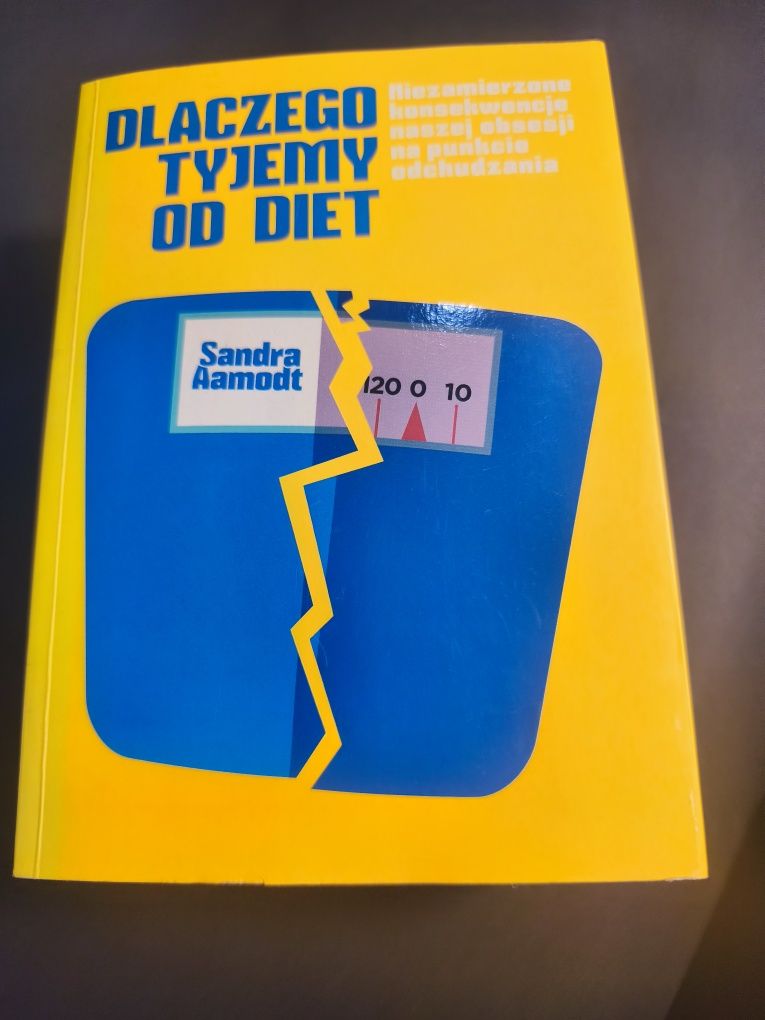 DLACZEGO
TYJEMY
OD DIET
Niezamierzone
konsekwencje
naszej obsesji
na punkcie
odchudzania
Sandra
Aamodt
120 0 10